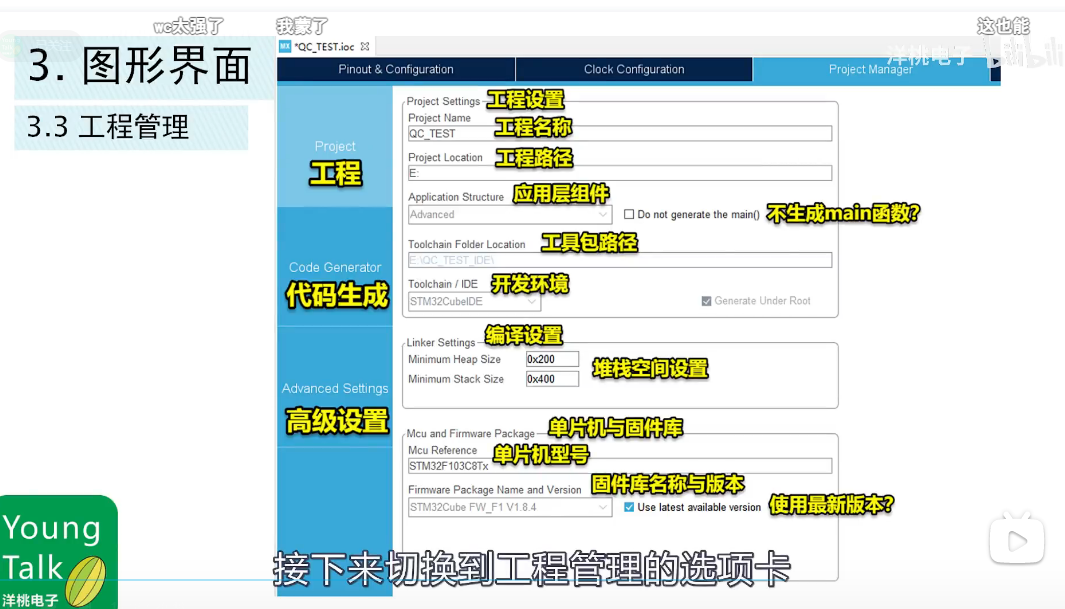 wc太强了
我蒙了
这也能
3. 图形界面
*QC_TEST.ioc
MX
洋桃电子
bilibili
Pinout & Configuration
Clock Configuration
Project Manager
3.3 工程管理
Project
工程
Code Generator
代码生成
Advanced Settings
高级设置
Project Settings 工程设置
Project Name 工程名称
QC_TEST
Project Location 工程路径
E:
Application Structure 应用层组件
Advanced
Do not generate the main() 不生成main函数?
Toolchain Folder Location 工具包路径
E:\QC_TEST_IDE\
Toolchain / IDE 开发环境
STM32CubeIDE
Generate Under Root
Linker Settings 编译设置
Minimum Heap Size 0x200
堆栈空间设置
Minimum Stack Size 0x400
Mcu and Firmware Package 单片机与固件库
Mcu Reference 单片机型号
STM32F103C8Tx
Firmware Package Name and Version 固件库名称与版本
STM32Cube FW_F1 V1.8.4
Use latest available version 使用最新版本?
Young
Talk
洋桃电子
接下来切换到工程管理的选项卡